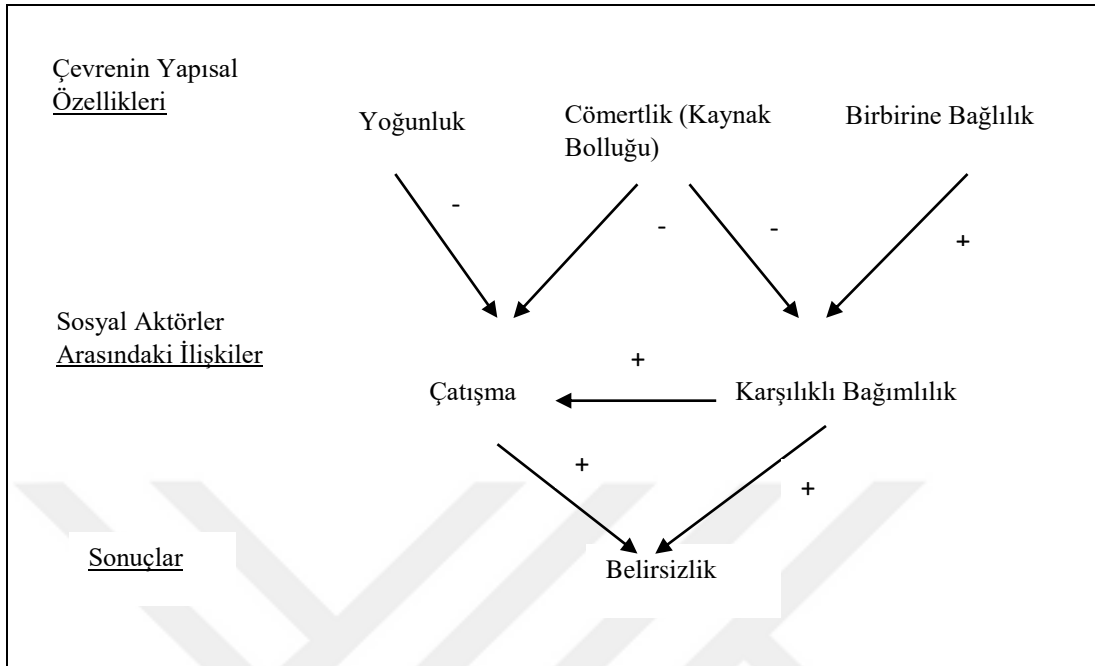 Çevrenin Yapısal
Özellikleri
Yoğunluk
Cömertlik (Kaynak
Bolluğu)
Birbirine Bağlılık
-
-
-
+
Sosyal Aktörler
Arasındaki İlişkiler
+
Çatışma
Karşılıklı Bağımlılık
+
+
Sonuçlar
Belirsizlik